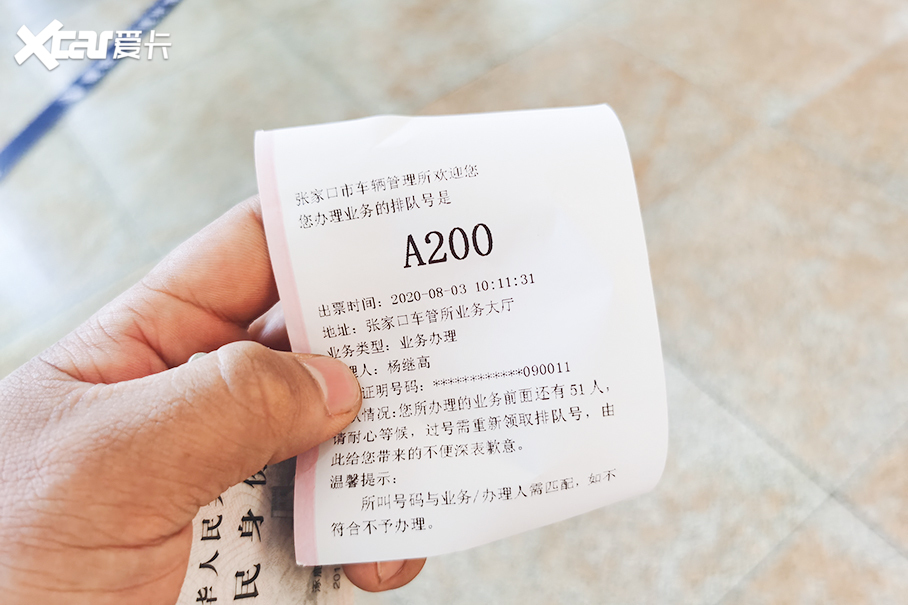 Xcar爱卡
张家口市车辆管理所欢迎您
您办理业务的排队号是
A200
出票时间：2020-08-03 10:11:31
地址：张家口车管所业务大厅
业务类型：业务办理
理人：杨继高
证明号码：************090011
情况：您所办理的业务前面还有51人，
请耐心等候，过号需重新领取排队号，由
此给您带来的不便深表歉意。
温馨提示：
所叫号码与业务/办理人需匹配，如不
符合不予办理。
华人民
民身